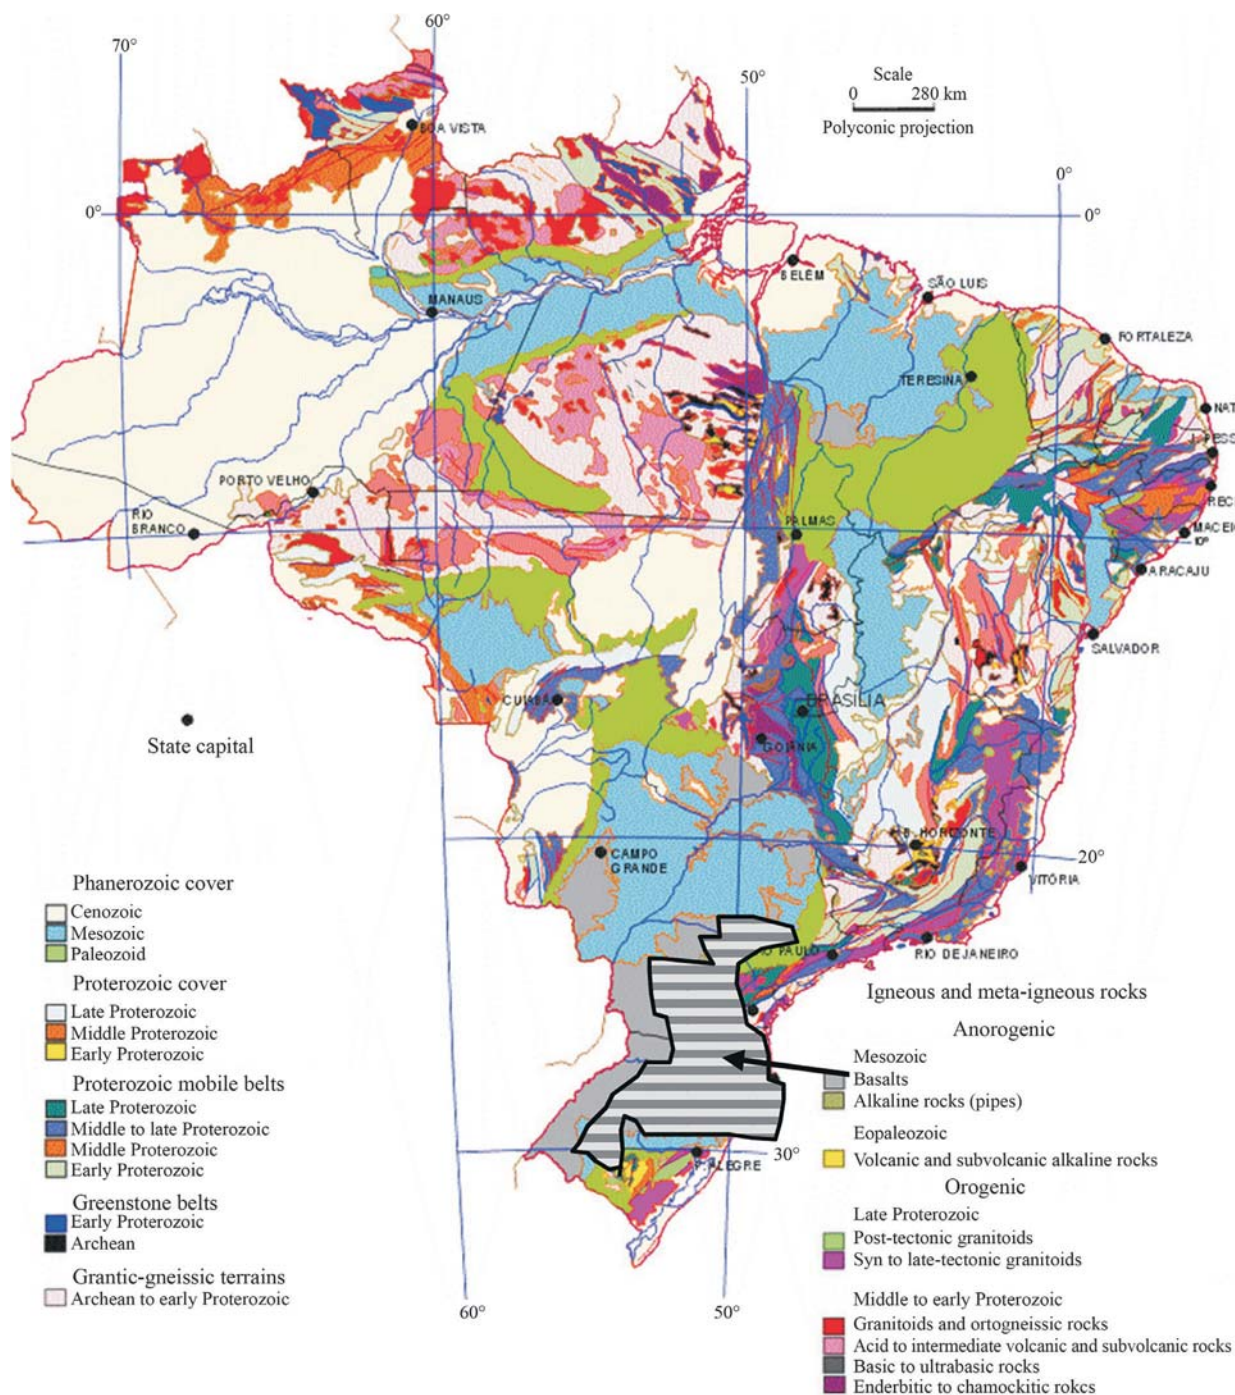 60°
70°
50°
Scale
0 280 km
Polyconic projection
BOA VISTA
0°
0°
0°
BELÉM
SÃO LUIS
MANAUS
FORTALEZA
TERESINA
NAT
J. PESS
PORTO VELHO
REC
RIO
BRANCO
PALMAS
MACEIO
10°
ARACAJU
SALVADOR
CUIABÁ
BRASÍLIA
State capital
GOIÂNIA
B. HORIZONTE
CAMPO
GRANDE
20°
VITÓRIA
O PAULO
RIO DE JANEIRO
P. ALEGRE
30°
60°
50°
Phanerozoic cover
Cenozoic
Mesozoic
Paleozoid
Proterozoic cover
Late Proterozoic
Middle Proterozoic
Early Proterozoic
Proterozoic mobile belts
Late Proterozoic
Middle to late Proterozoic
Middle Proterozoic
Early Proterozoic
Greenstone belts
Early Proterozoic
Archean
Grantic-gneissic terrains
Archean to early Proterozoic
Igneous and meta-igneous rocks
Anorogenic
Mesozoic
Basalts
Alkaline rocks (pipes)
Eopaleozoic
Volcanic and subvolcanic alkaline rocks
Orogenic
Late Proterozoic
Post-tectonic granitoids
Syn to late-tectonic granitoids
Middle to early Proterozoic
Granitoids and ortogneissic rocks
Acid to intermediate volcanic and subvolcanic rocks
Basic to ultrabasic rocks
Enderbitic to chamockitic rokcs